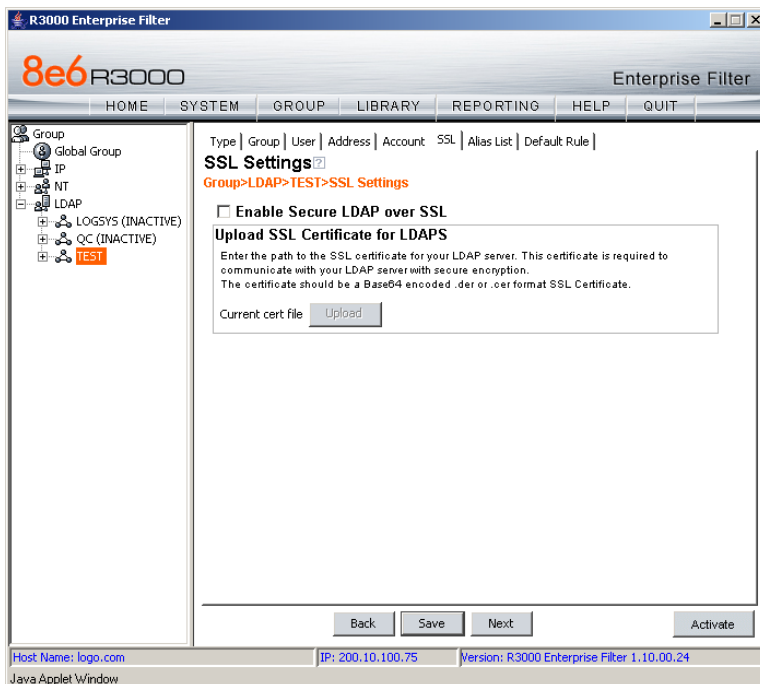 R3000 Enterprise Filter
8e6 R3000
Enterprise Filter
HOME SYSTEM GROUP LIBRARY REPORTING HELP QUIT
Group
Global Group
IP
NT
LDAP
LOGSYS (INACTIVE)
QC (INACTIVE)
TEST
Type | Group | User | Address | Account SSL | Alias List | Default Rule |
SSL Settings?
Group>LDAP>TEST>SSL Settings
Enable Secure LDAP over SSL
Upload SSL Certificate for LDAPS
Enter the path to the SSL certificate for your LDAP server. This certificate is required to
communicate with your LDAP server with secure encryption.
The certificate should be a Base64 encoded .der or .cer format SSL Certificate.
Current cert file Upload
Back Save Next Activate
Host Name: logo.com IP: 200.10.100.75 Version: R3000 Enterprise Filter 1.10.00.24
Java Applet Window